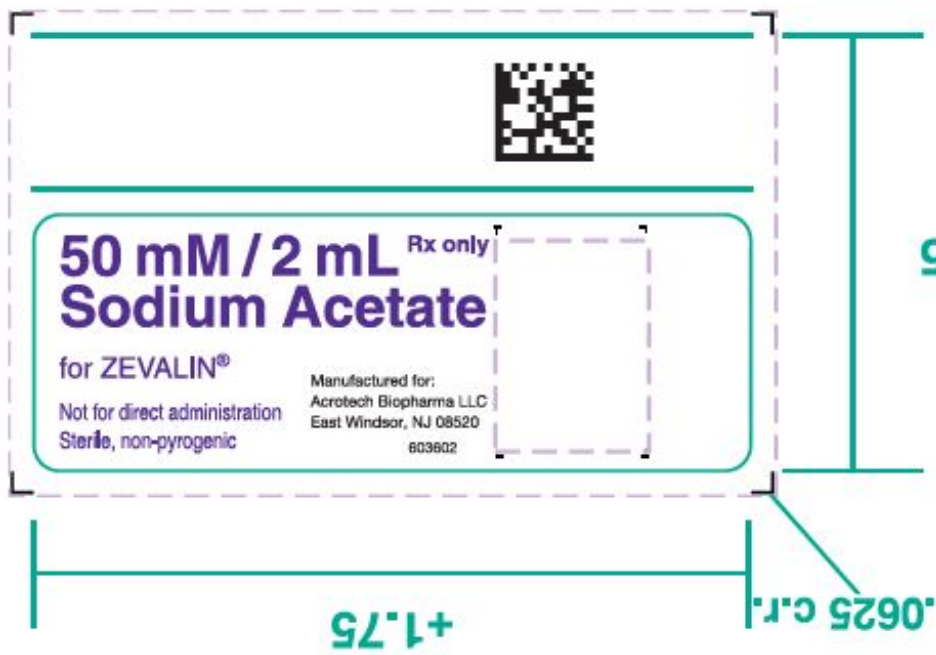 50 mM / 2 mL Rx only
Sodium Acetate
for ZEVALIN®
Not for direct administration
Sterile, non-pyrogenic
Manufactured for:
Acrotech Biopharma LLC
East Windsor, NJ 08520
603602
5
+1.75
.0625 c.r.